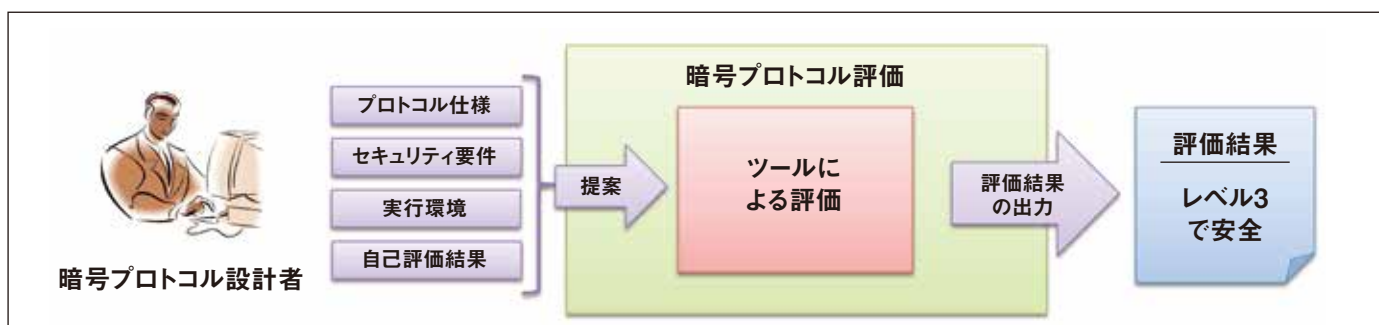 暗号プロトコル設計者
プロトコル仕様
セキュリティ要件
実行環境
自己評価結果
提案
暗号プロトコル評価
ツールに
よる評価
評価結果
の出力
評価結果
レベル3
で安全